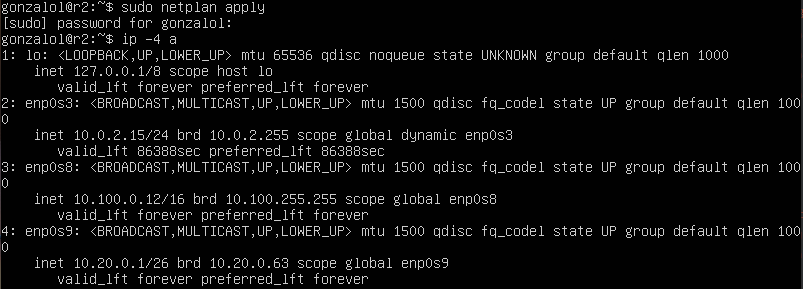 gonzalol@r2:~$ sudo netplan apply
[sudo] password for gonzalol:
gonzalol@r2:~$ ip -4 a
1: lo: <LOOPBACK,UP,LOWER_UP> mtu 65536 qdisc noqueue state UNKNOWN group default qlen 1000
    inet 127.0.0.1/8 scope host lo
       valid_lft forever preferred_lft forever
2: enp0s3: <BROADCAST,MULTICAST,UP,LOWER_UP> mtu 1500 qdisc fq_codel state UP group default qlen 100
0
    inet 10.0.2.15/24 brd 10.0.2.255 scope global dynamic enp0s3
       valid_lft 86388sec preferred_lft 86388sec
3: enp0s8: <BROADCAST,MULTICAST,UP,LOWER_UP> mtu 1500 qdisc fq_codel state UP group default qlen 100
0
    inet 10.100.0.12/16 brd 10.100.255.255 scope global enp0s8
       valid_lft forever preferred_lft forever
4: enp0s9: <BROADCAST,MULTICAST,UP,LOWER_UP> mtu 1500 qdisc fq_codel state UP group default qlen 100
0
    inet 10.20.0.1/26 brd 10.20.0.63 scope global enp0s9
       valid_lft forever preferred_lft forever